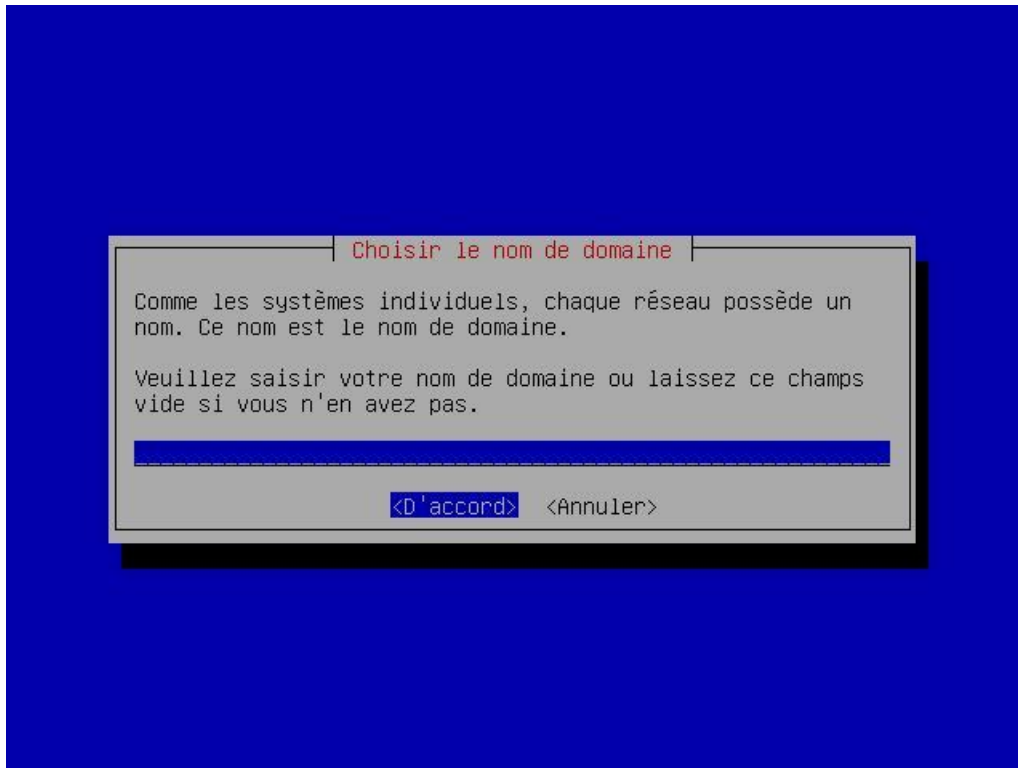 Choisir le nom de domaine
Comme les systèmes individuels, chaque réseau possède un
nom. Ce nom est le nom de domaine.
Veuillez saisir votre nom de domaine ou laissez ce champs
vide si vous n'en avez pas.
<D'accord> <Annuler>